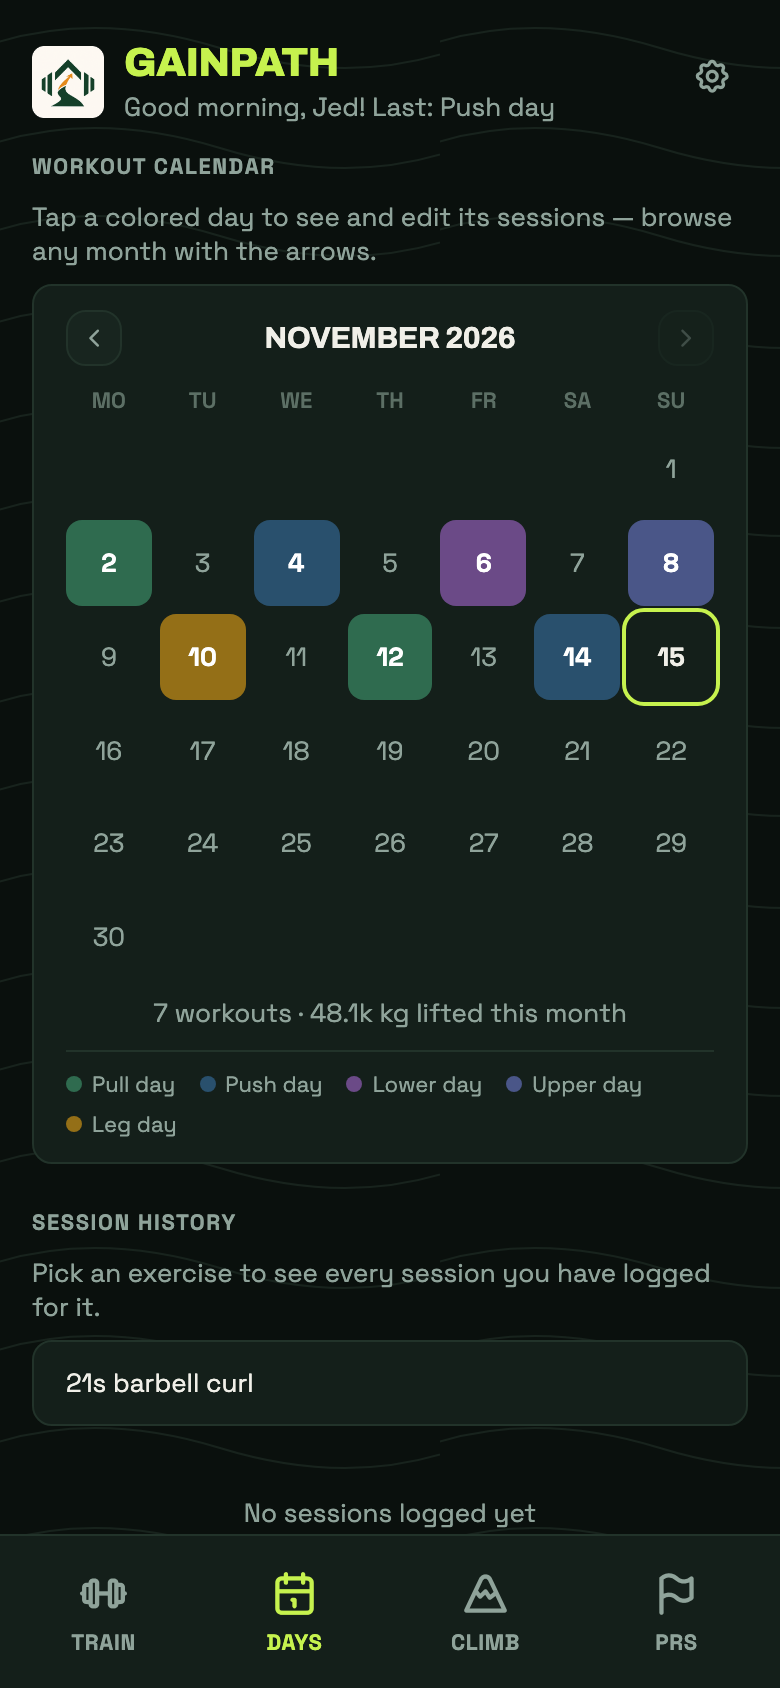 GAINPATH
Good morning, Jed! Last: Push day
WORKOUT CALENDAR
Tap a colored day to see and edit its sessions — browse
any month with the arrows.
NOVEMBER 2026
MO TU WE TH FR SA SU
1
2 3 4 5 6 7 8
9 10 11 12 13 14 15
16 17 18 19 20 21 22
23 24 25 26 27 28 29
30
7 workouts · 48.1k kg lifted this month
Pull day Push day Lower day Upper day
Leg day
SESSION HISTORY
Pick an exercise to see every session you have logged
for it.
21s barbell curl
No sessions logged yet
TRAIN DAYS CLIMB PRS